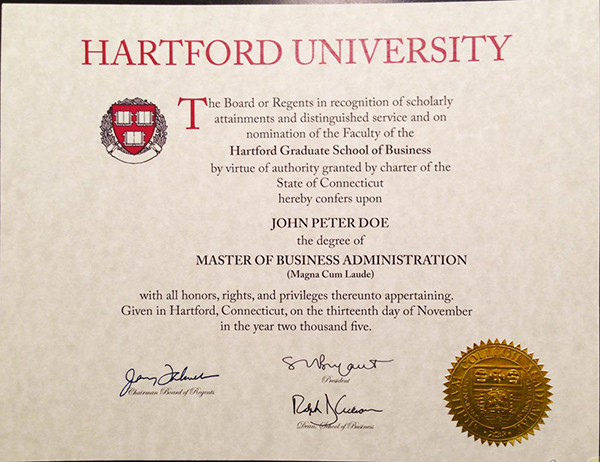 HARTFORD UNIVERSITY
The Board or Regents in recognition of scholarly
attainments and distinguished service and on
nomination of the Faculty of the
Hartford Graduate School of Business
by virtue of authority granted by charter of the
State of Connecticut
hereby confers upon
JOHN PETER DOE
the degree of
MASTER OF BUSINESS ADMINISTRATION
(Magna Cum Laude)
with all honors, rights, and privileges thereunto appertaining.
Given in Hartford, Connecticut, on the thirteenth day of November
in the year two thousand five.
Chairman Board of Regents
President
Ralph
Dean, School of Business